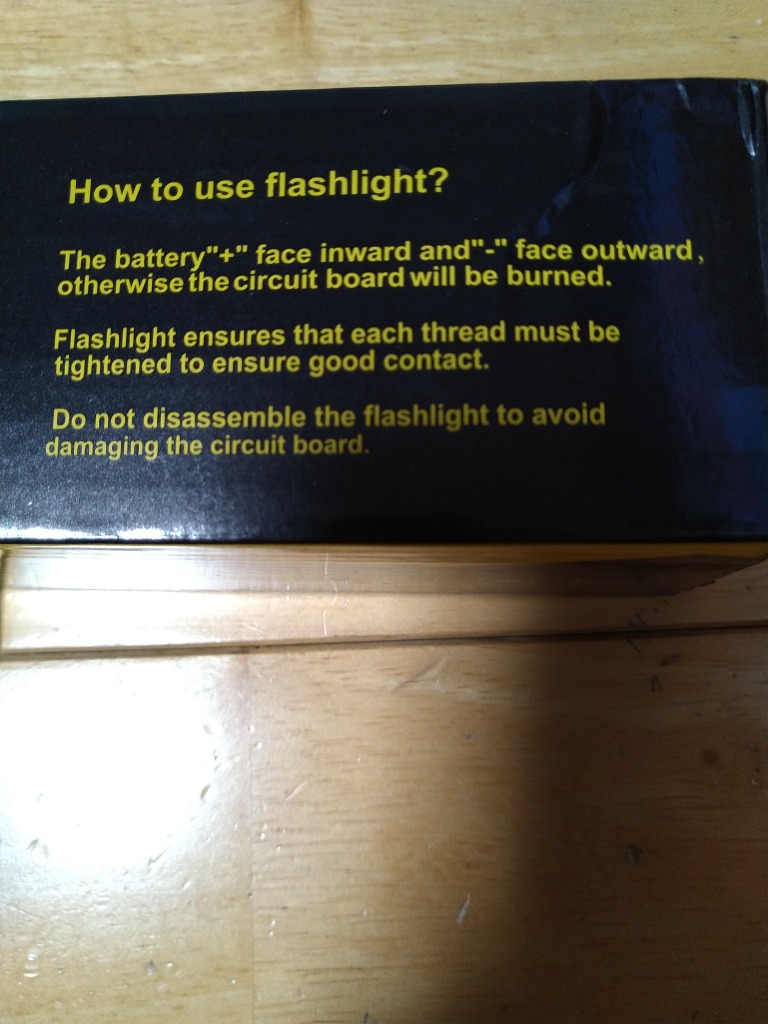 How to use flashlight?
The battery"+" face inward and"-" face outward,
otherwise the circuit board will be burned.
Flashlight ensures that each thread must be
tightened to ensure good contact.
Do not disassemble the flashlight to avoid
damaging the circuit board.